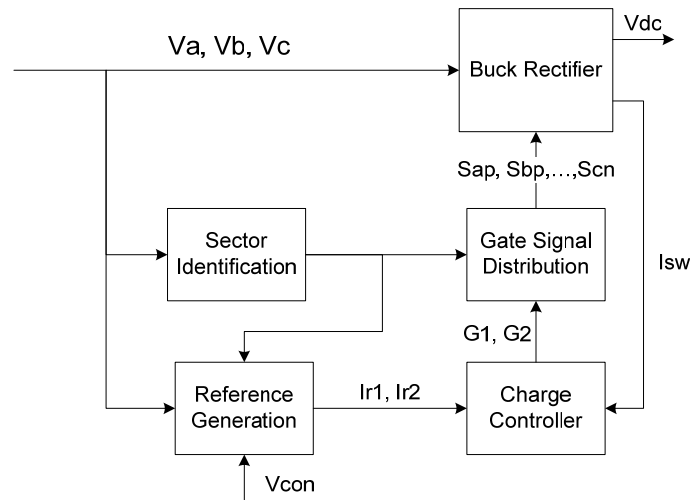 Va, Vb, Vc
Buck Rectifier
Vdc
Sap, Sbp,...,Scn
Sector
Identification
Gate Signal
Distribution
Isw
G1, G2
Reference
Generation
Ir1, Ir2
Charge
Controller
Vcon